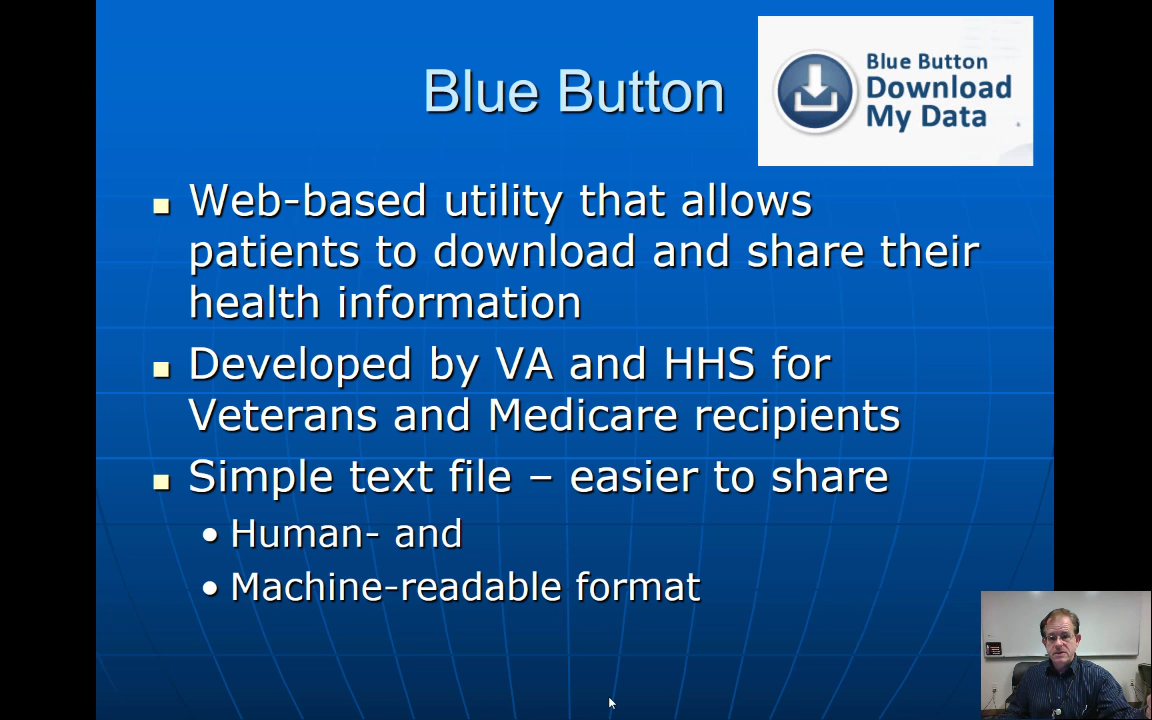 Blue Button
Blue Button
Download
My Data
Web-based utility that allows
patients to download and share their
health information
Developed by VA and HHS for
Veterans and Medicare recipients
Simple text file – easier to share
Human- and
Machine-readable format